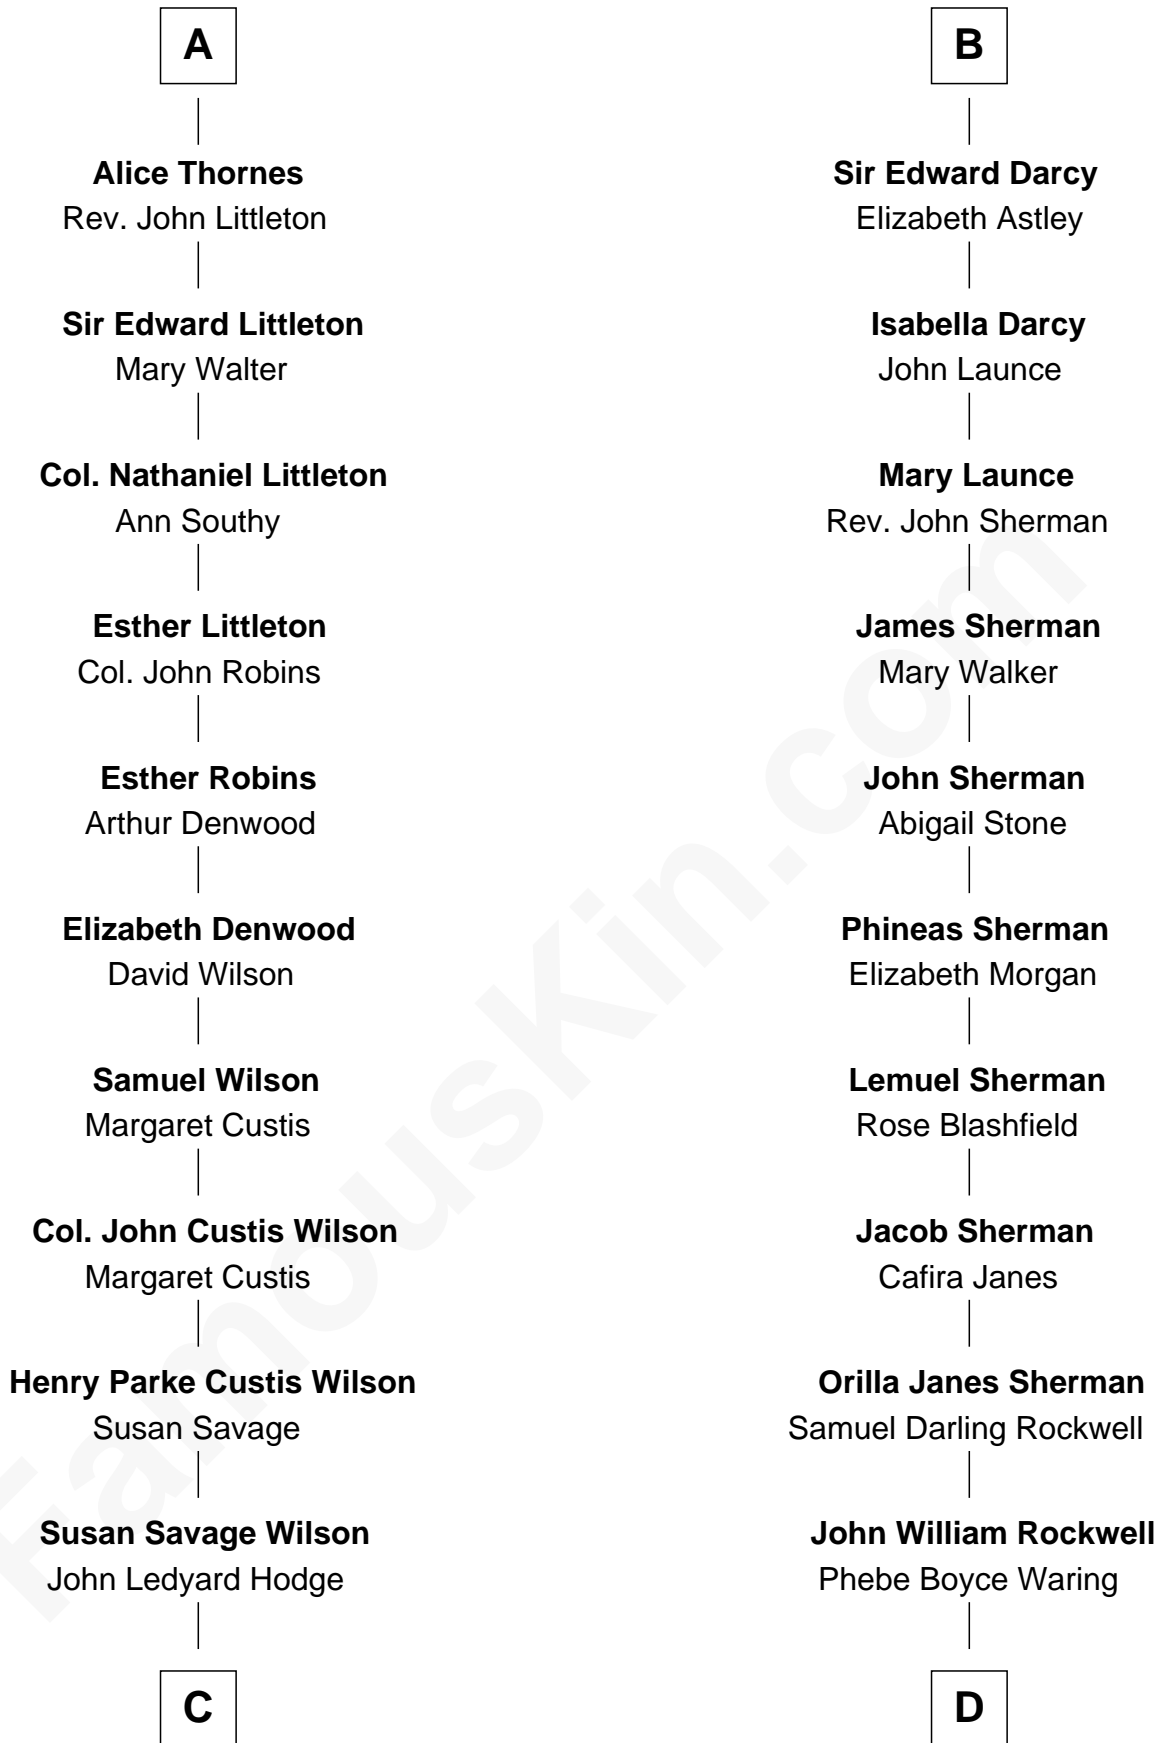 A
Alice Thornes
Rev. John Littleton
Sir Edward Littleton
Mary Walter
Col. Nathaniel Littleton
Ann Southy
Esther Littleton
Col. John Robins
Esther Robins
Arthur Denwood
Elizabeth Denwood
David Wilson
Samuel Wilson
Margaret Custis
Col. John Custis Wilson
Margaret Custis
Henry Parke Custis Wilson
Susan Savage
Susan Savage Wilson
John Ledyard Hodge
C
B
Sir Edward Darcy
Elizabeth Astley
Isabella Darcy
John Launce
Mary Launce
Rev. John Sherman
James Sherman
Mary Walker
John Sherman
Abigail Stone
Phineas Sherman
Elizabeth Morgan
Lemuel Sherman
Rose Blashfield
Jacob Sherman
Cafira Janes
Orilla Janes Sherman
Samuel Darling Rockwell
John William Rockwell
Phebe Boyce Waring
D
FamousKin.com